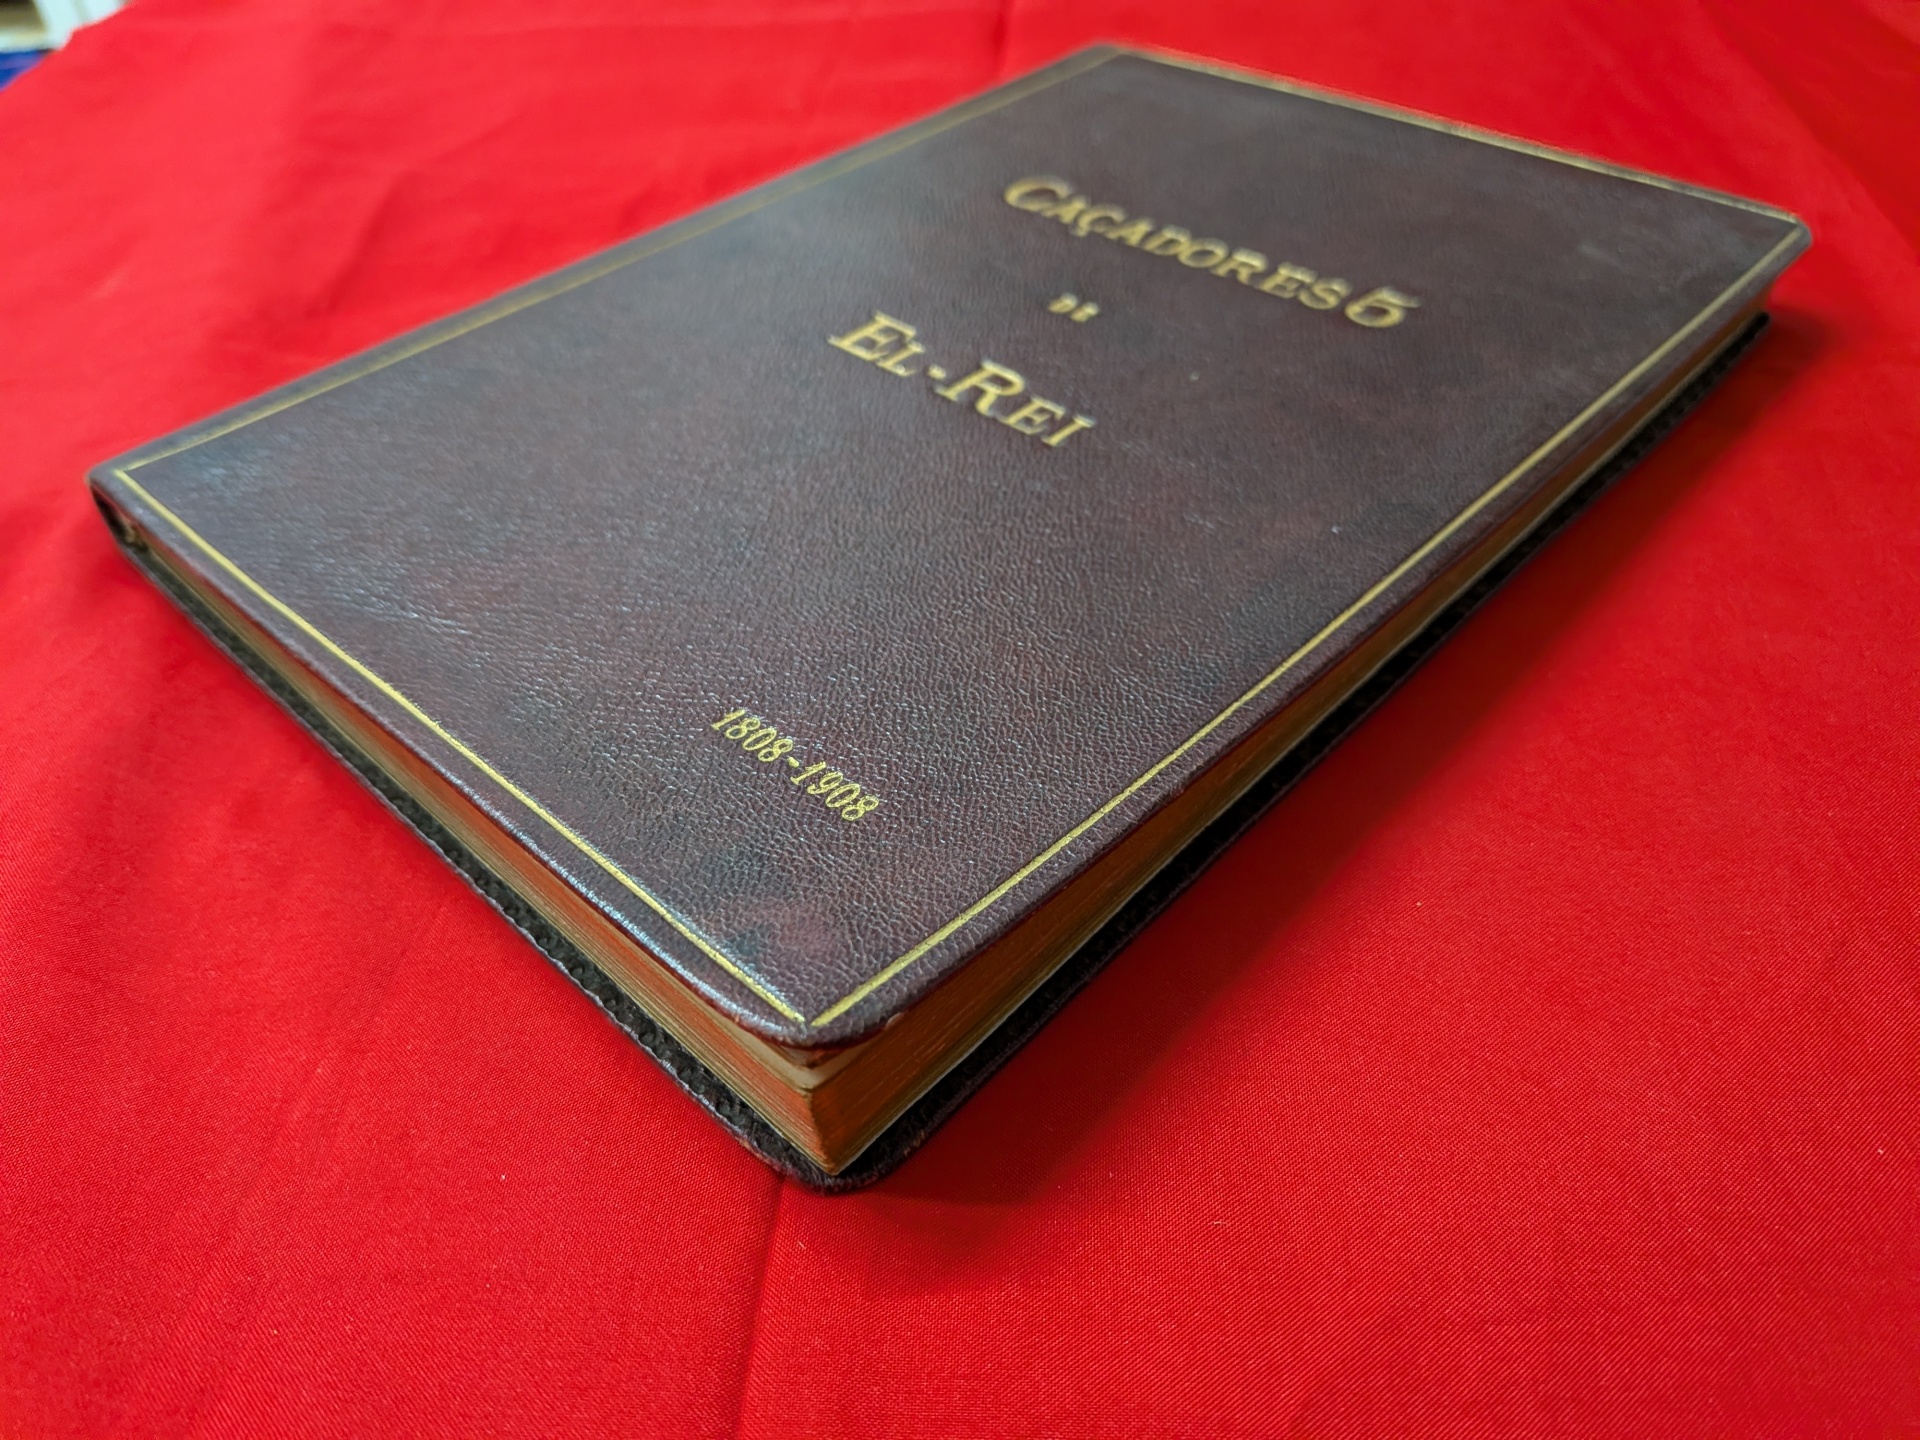 CAÇADORES 5
DE
EL-REI
1808-1908